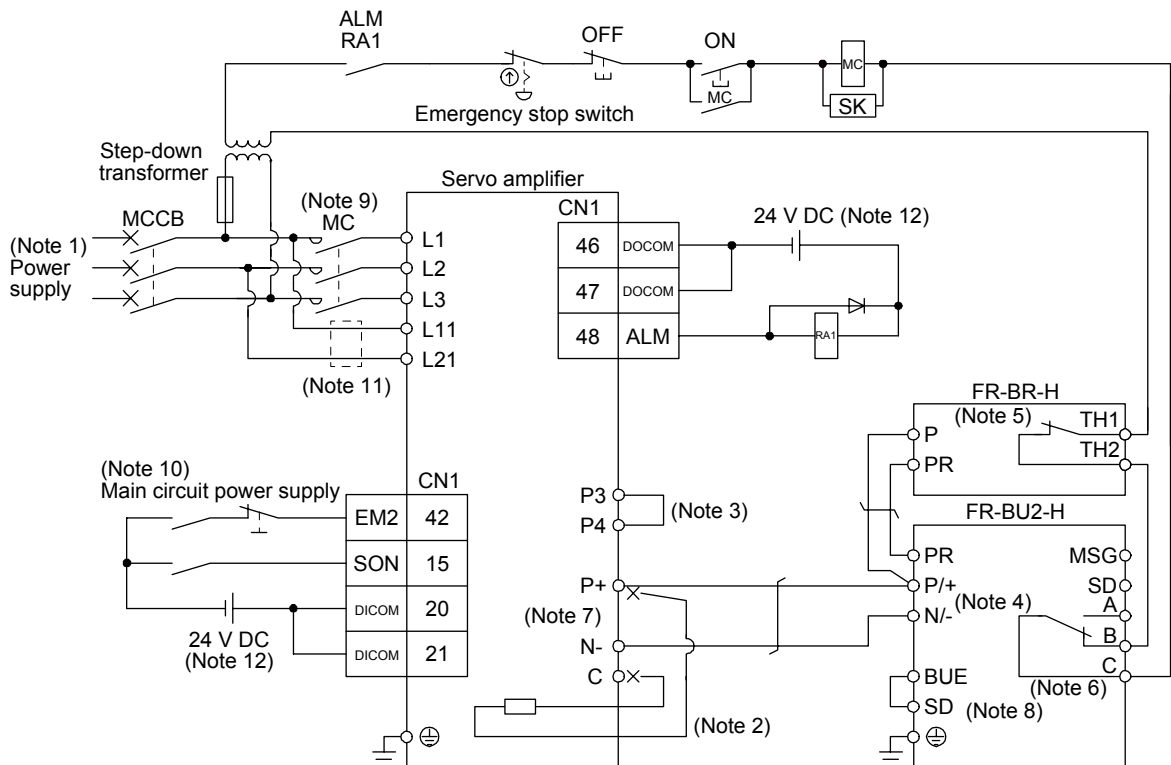 ALM
RA1
OFF
ON
MC
MC
SK
Emergency stop switch
Step-down
transformer
Servo amplifier
(Note 9)
MC
MCCB
(Note 1)
Power
supply
L1
L2
L3
L11
L21
(Note 11)
CN1
46 DOCOM
47 DOCOM
48 ALM
24 V DC (Note 12)
RA1
FR-BR-H
(Note 5)
P
PR
TH1
TH2
(Note 10)
Main circuit power supply
CN1
EM2 42
SON 15
DICOM 20
DICOM 21
24 V DC
(Note 12)
P3
P4
(Note 3)
P+
(Note 7)
N-
C
(Note 2)
FR-BU2-H
PR
P/+
N/-
BUE
SD
MSG
SD
A
B
C
(Note 4)
(Note 6)
(Note 8)